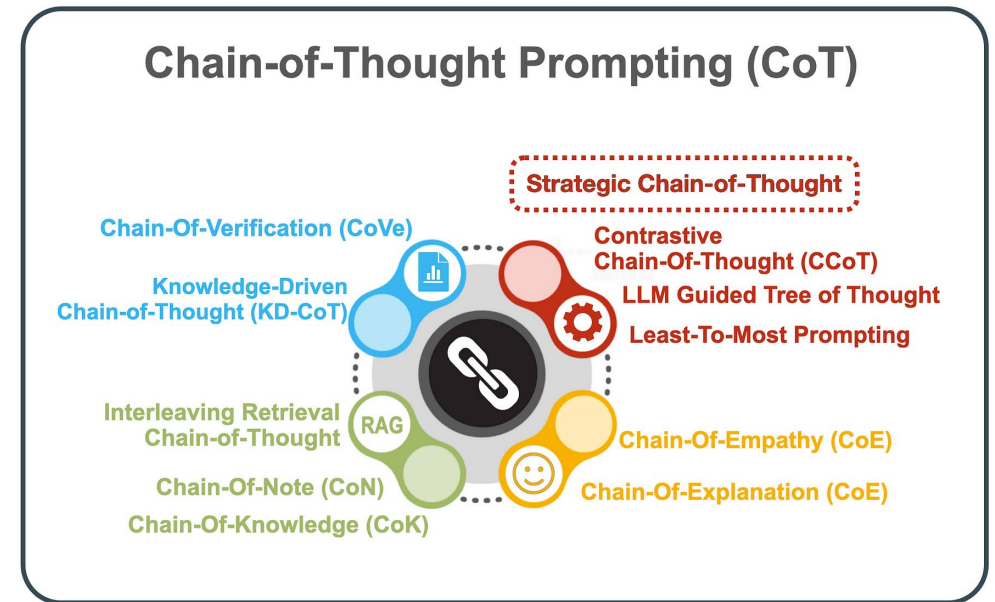 Chain-of-Thought Prompting (CoT)
Strategic Chain-of-Thought
Chain-Of-Verification (CoVe)
Knowledge-Driven
Chain-of-Thought (KD-CoT)
Contrastive
Chain-Of-Thought (CCoT)
LLM Guided Tree of Thought
Least-To-Most Prompting
Interleaving Retrieval
Chain-of-Thought
RAG
Chain-Of-Note (CoN)
Chain-Of-Knowledge (CoK)
Chain-Of-Empathy (CoE)
Chain-Of-Explanation (CoE)